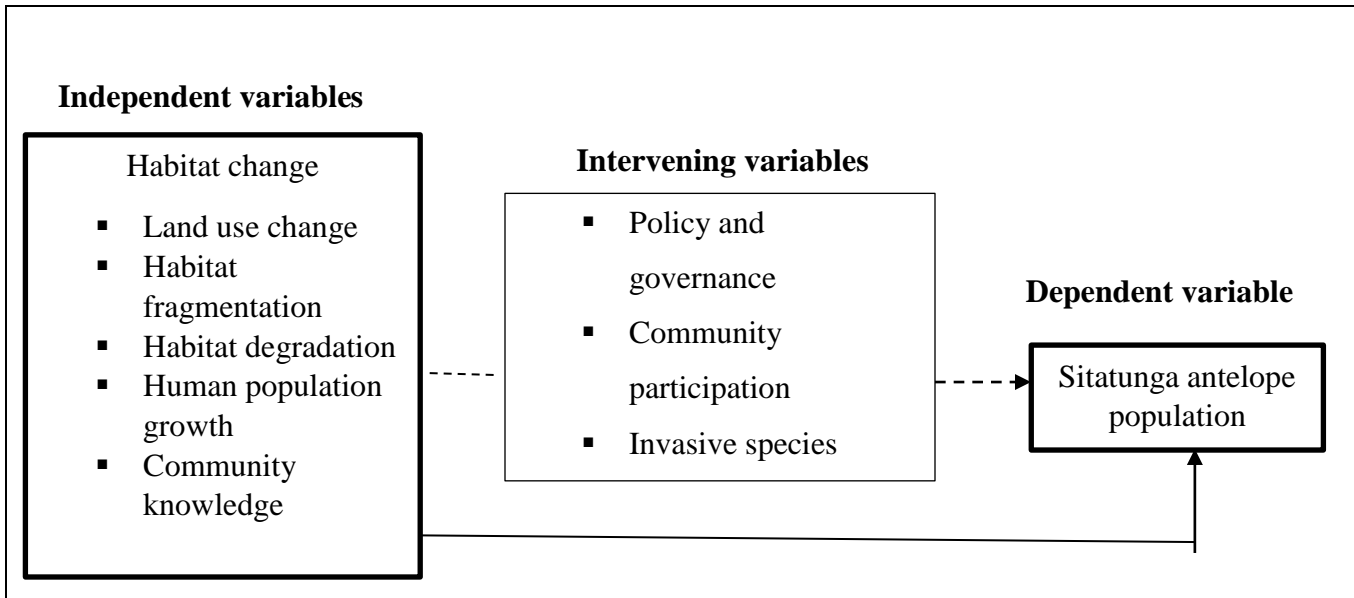 Independent variables
Habitat change
▪ Land use change
▪ Habitat
fragmentation
▪ Habitat degradation
▪ Human population
growth
▪ Community
knowledge
Intervening variables
▪ Policy and
governance
▪ Community
participation
▪ Invasive species
Dependent variable
Sitatunga antelope
population